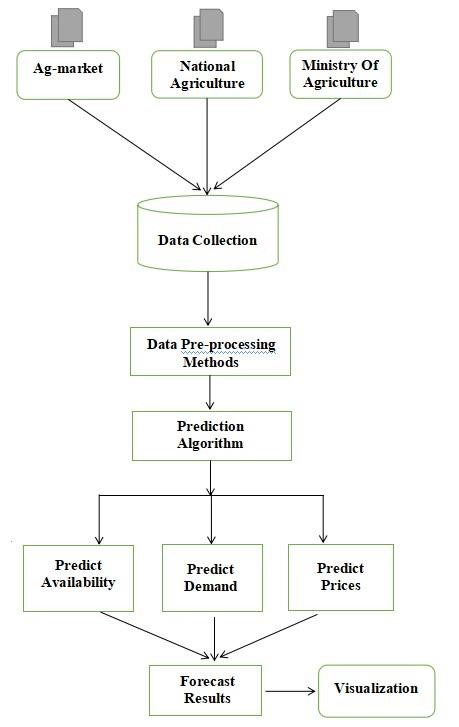 Ag-market
National
Agriculture
Ministry Of
Agriculture
Data Collection
Data Pre-processing
Methods
Prediction
Algorithm
Predict
Availability
Predict
Demand
Predict
Prices
Forecast
Results
Visualization